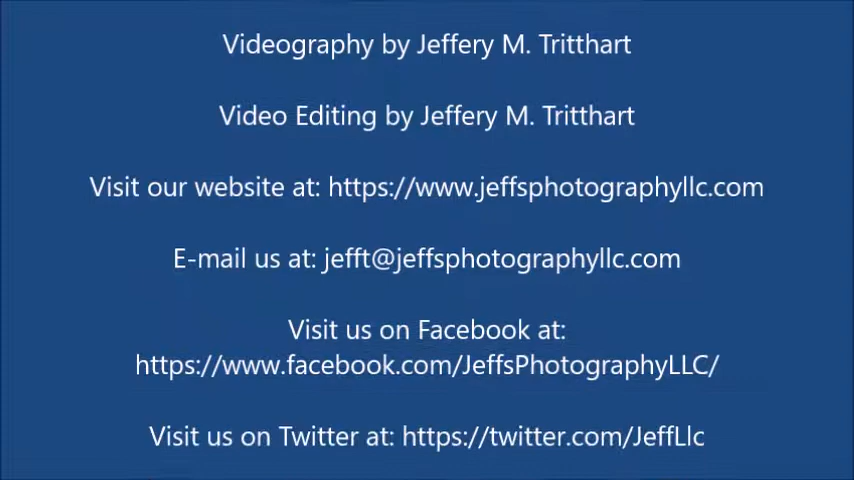 Videography by Jeffery M. Tritthart
Video Editing by Jeffery M. Tritthart
Visit our website at: https://www.jeffsphotographyllc.com
E-mail us at: jefft@jeffsphotographyllc.com
Visit us on Facebook at:
https://www.facebook.com/JeffsPhotographyLLC/
Visit us on Twitter at: https://twitter.com/JeffLlc